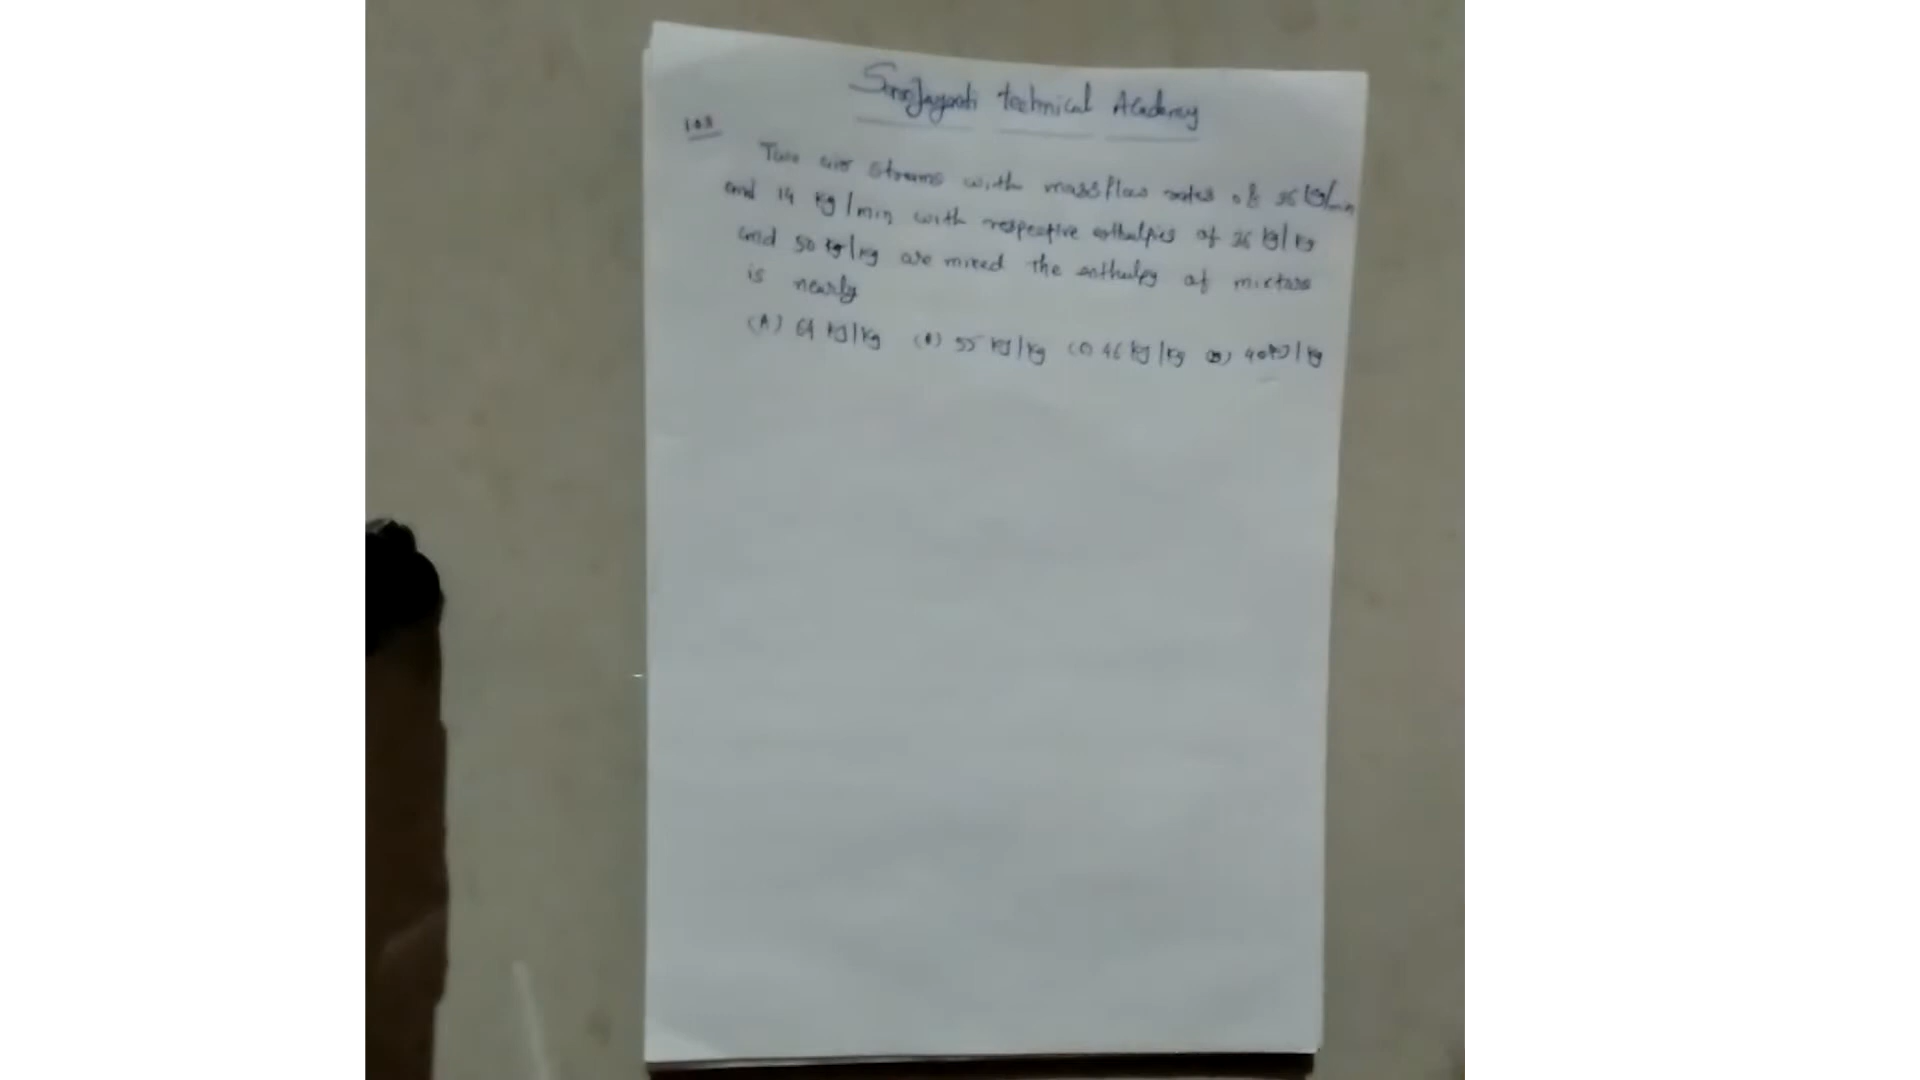 technical Academy
103
Two air streams with mass flow rates of 36 kg/min
and 14 kg/min with respective enthalpies of 36 kJ/kg
and 50 kJ/kg are mixed the enthalpy of mixture
is nearly
(A) 64 kJ/kg (B) 55 kJ/kg (C) 46 kJ/kg (D) 40 kJ/kg